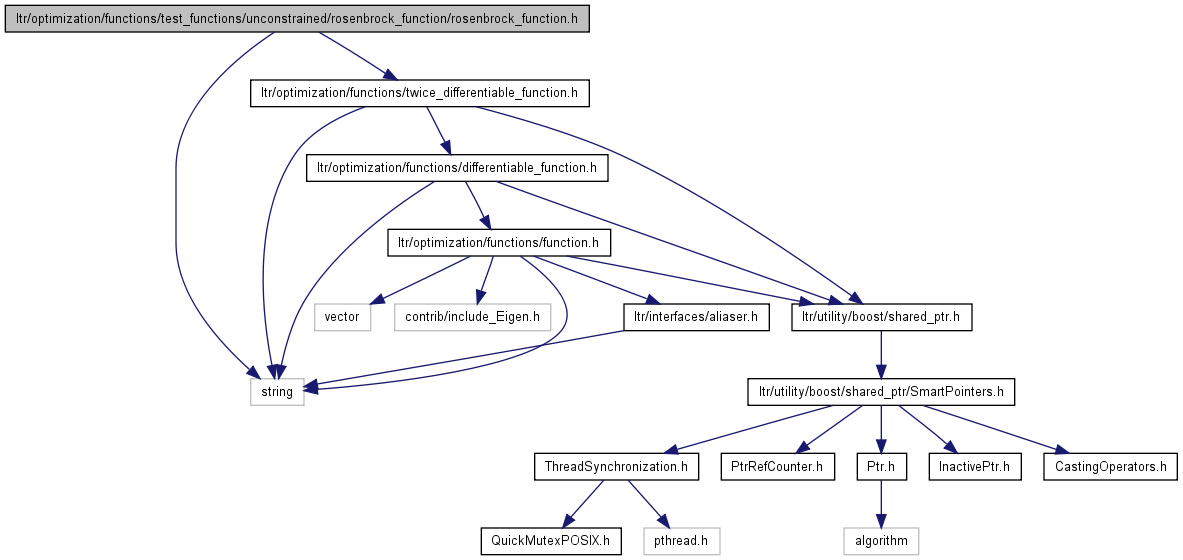 ltr/optimization/functions/test_functions/unconstrained/rosenbrock_function/rosenbrock_function.h
ltr/optimization/functions/twice_differentiable_function.h
ltr/optimization/functions/differentiable_function.h
ltr/optimization/functions/function.h
vector
contrib/include_Eigen.h
ltr/interfaces/aliaser.h
ltr/utility/boost/shared_ptr.h
string
ltr/utility/boost/shared_ptr/SmartPointers.h
ThreadSynchronization.h
PtrRefCounter.h
Ptr.h
InactivePtr.h
CastingOperators.h
QuickMutexPOSIX.h
pthread.h
algorithm